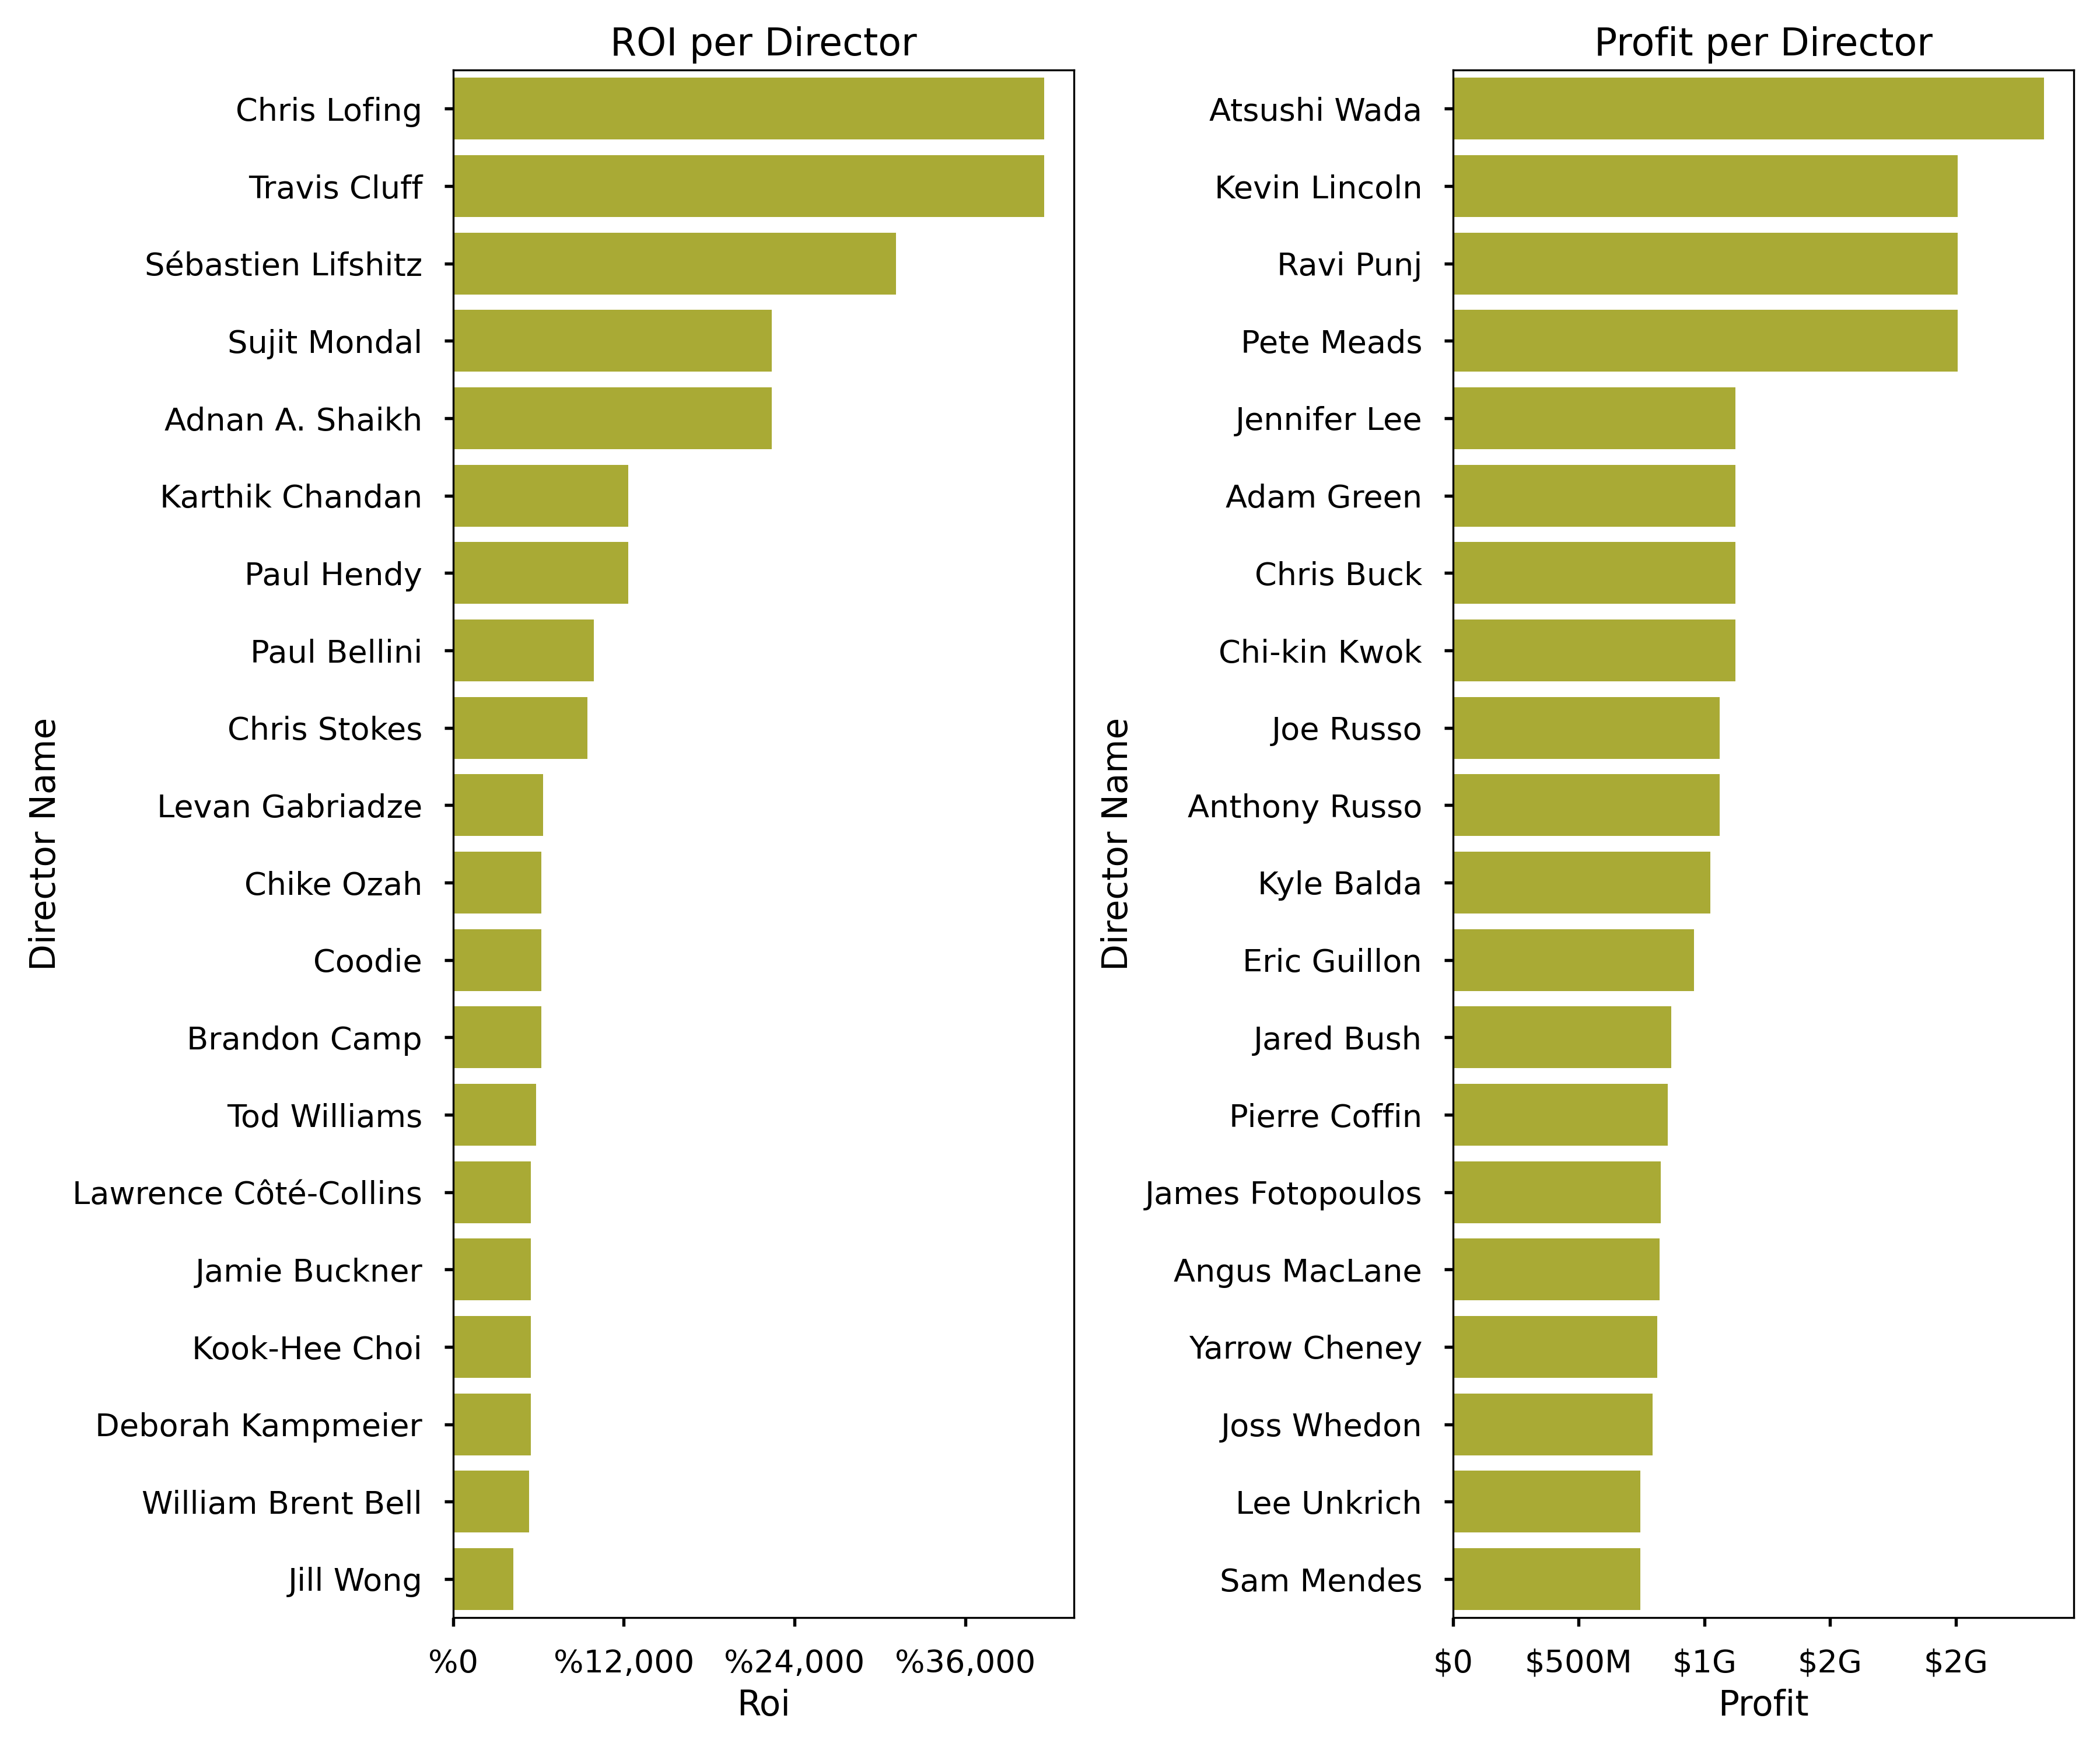 ROI per Director
Chris Lofing
Travis Cluff
Sébastien Lifshitz
Sujit Mondal
Adnan A. Shaikh
Karthik Chandan
Paul Hendy
Paul Bellini
Chris Stokes
Levan Gabriadze
Chike Ozah
Coodie
Brandon Camp
Tod Williams
Lawrence Côté-Collins
Jamie Buckner
Kook-Hee Choi
Deborah Kampmeier
William Brent Bell
Jill Wong
Director Name
%0 %12,000 %24,000 %36,000
Roi
Profit per Director
Atsushi Wada
Kevin Lincoln
Ravi Punj
Pete Meads
Jennifer Lee
Adam Green
Chris Buck
Chi-kin Kwok
Joe Russo
Anthony Russo
Kyle Balda
Eric Guillon
Jared Bush
Pierre Coffin
James Fotopoulos
Angus MacLane
Yarrow Cheney
Joss Whedon
Lee Unkrich
Sam Mendes
Director Name
$0 $500M $1G $2G $2G
Profit